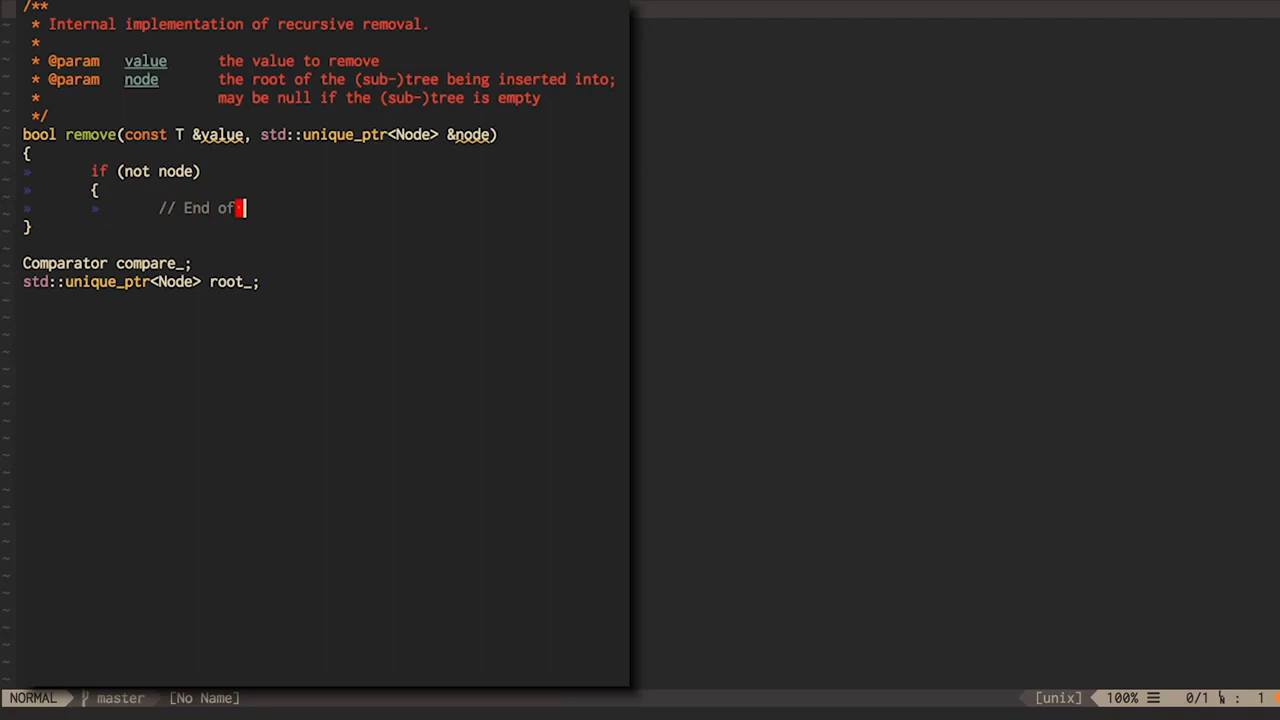 /**
* Internal implementation of recursive removal.
*
* @param value the value to remove
* @param node the root of the (sub-)tree being inserted into;
* may be null if the (sub-)tree is empty
*/
bool remove(const T &value, std::unique_ptr<Node> &node)
{
» if (not node)
» {
» » // End of·
}
Comparator compare_;
std::unique_ptr<Node> root_;
NORMAL master [No Name] [unix] 100% ☰ 0/1 : 1